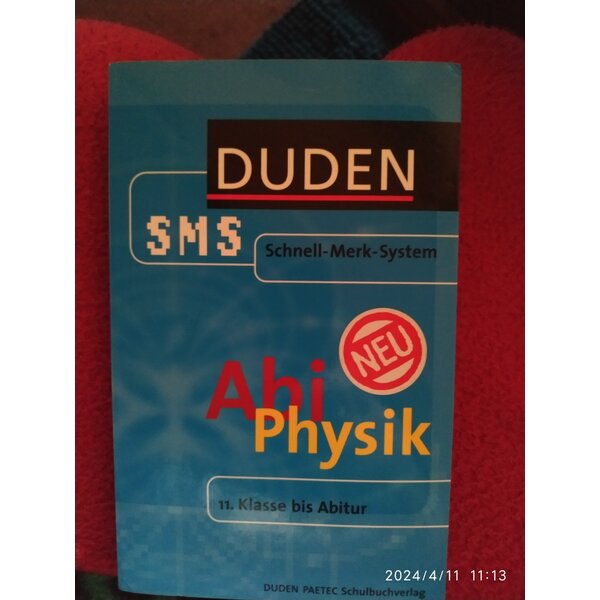 DUDEN
SMS
Schnell-Merk-System
NEU
Abi
Physik
11. Klasse bis Abitur
DUDEN PAETEC Schulbuchverlag
2024/4/11 11:13